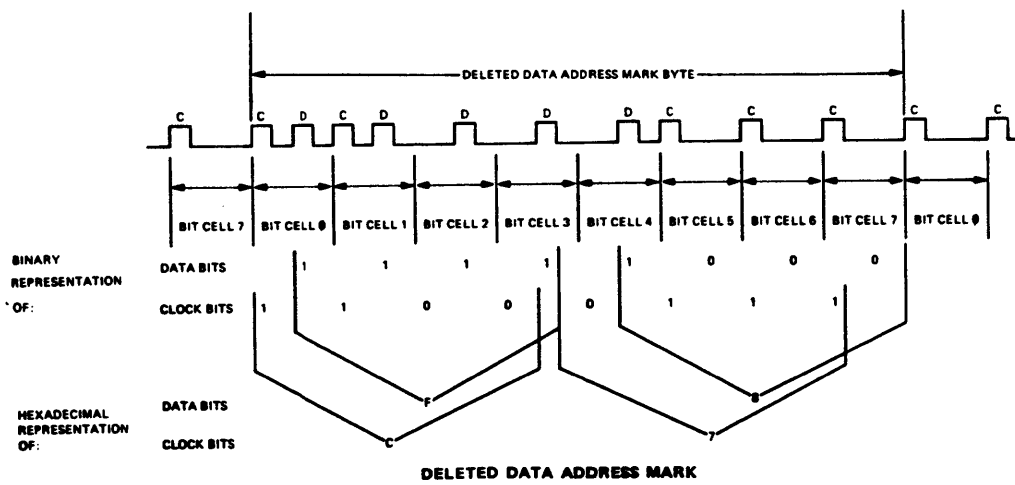 DELETED DATA ADDRESS MARK BYTE
C C D C D D D D C C C C C
BIT CELL 7 BIT CELL 0 BIT CELL 1 BIT CELL 2 BIT CELL 3 BIT CELL 4 BIT CELL 5 BIT CELL 6 BIT CELL 7 BIT CELL 0
BINARY
REPRESENTATION
OF:
DATA BITS 1 1 1 1 1 0 0 0
CLOCK BITS 1 1 0 0 0 1 1 1
HEXADECIMAL
REPRESENTATION
OF:
DATA BITS F 8
CLOCK BITS C 7
DELETED DATA ADDRESS MARK